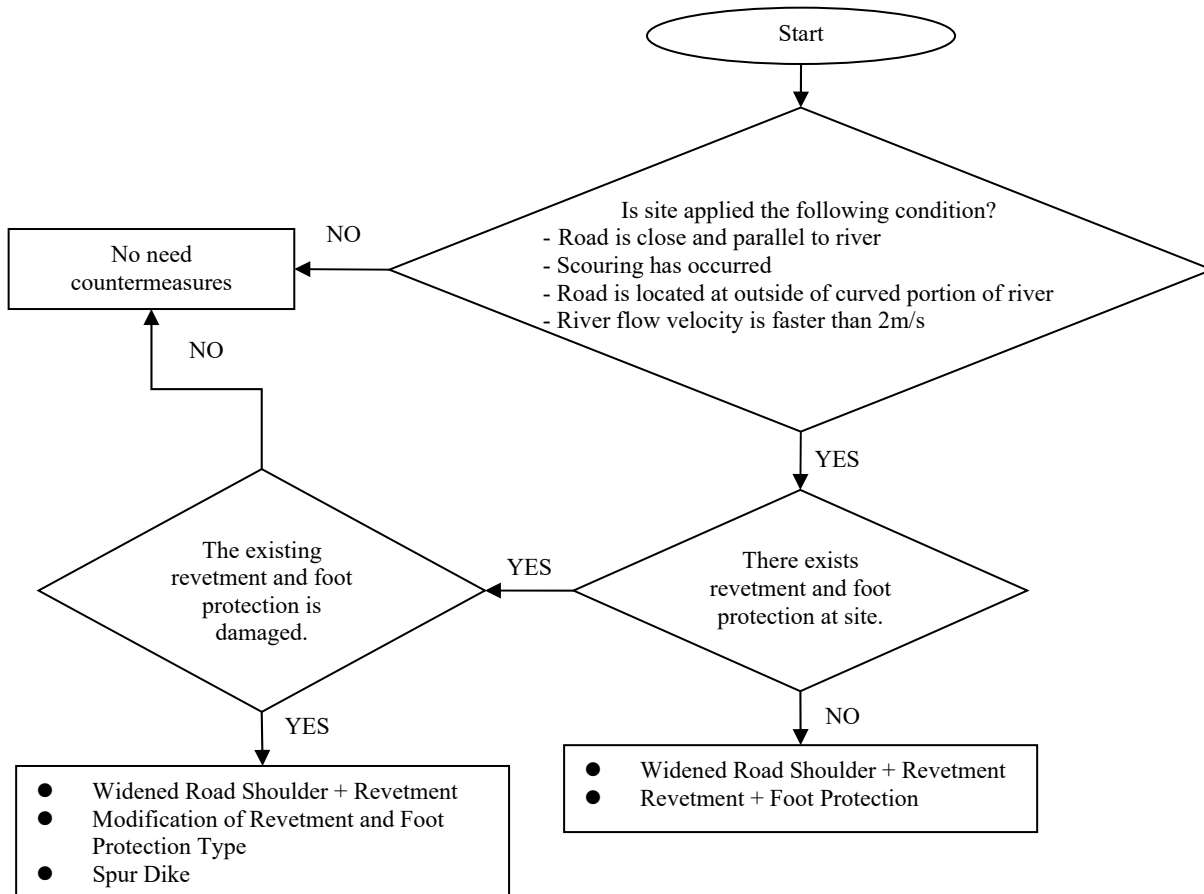 Start
Is site applied the following condition?
- Road is close and parallel to river
- Scouring has occurred
- Road is located at outside of curved portion of river
- River flow velocity is faster than 2m/s
NO
No need
countermeasures
NO
YES
There exists
revetment and foot
protection at site.
YES
The existing
revetment and foot
protection is
damaged.
YES
NO
● Widened Road Shoulder + Revetment
● Revetment + Foot Protection
● Widened Road Shoulder + Revetment
● Modification of Revetment and Foot
Protection Type
● Spur Dike